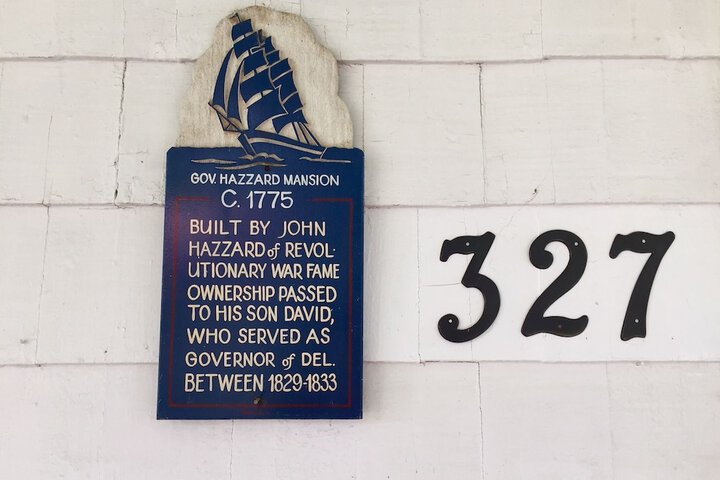 GOV. HAZZARD MANSION
C. 1775
BUILT BY JOHN
HAZZARD of REVOL-
UTIONARY WAR FAME
OWNERSHIP PASSED
TO HIS SON DAVID,
WHO SERVED AS
GOVERNOR of DEL.
BETWEEN 1829-1833
327